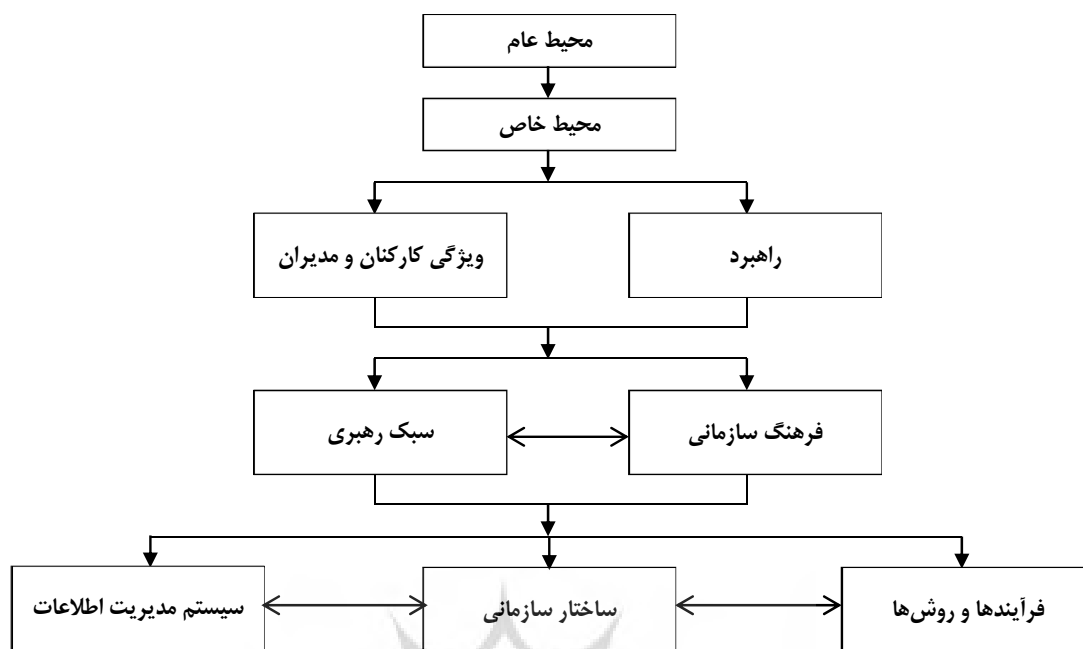 محیط عام
محیط خاص
راهبرد
ویژگی کارکنان و مدیران
فرهنگ سازمانی
سبک رهبری
فرآیندها و روش‌ها
ساختار سازمانی
سیستم مدیریت اطلاعات